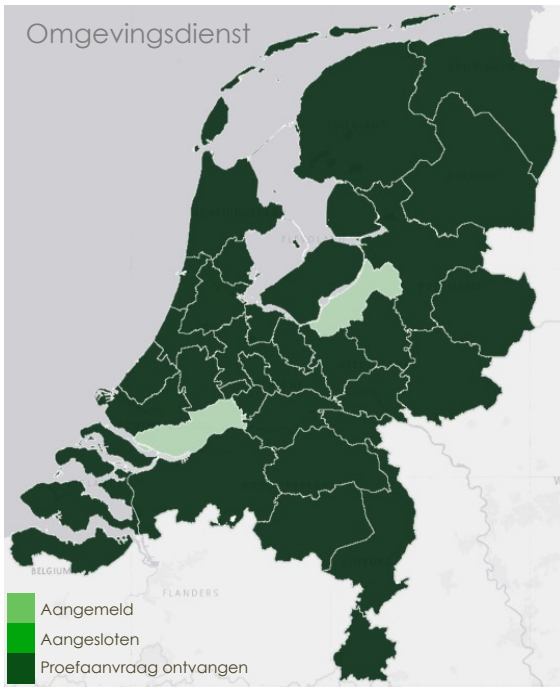 Omgevingsdienst
BELGIUM
FLANDERS
Aangemeld
Aangesloten
Proefaanvraag ontvangen